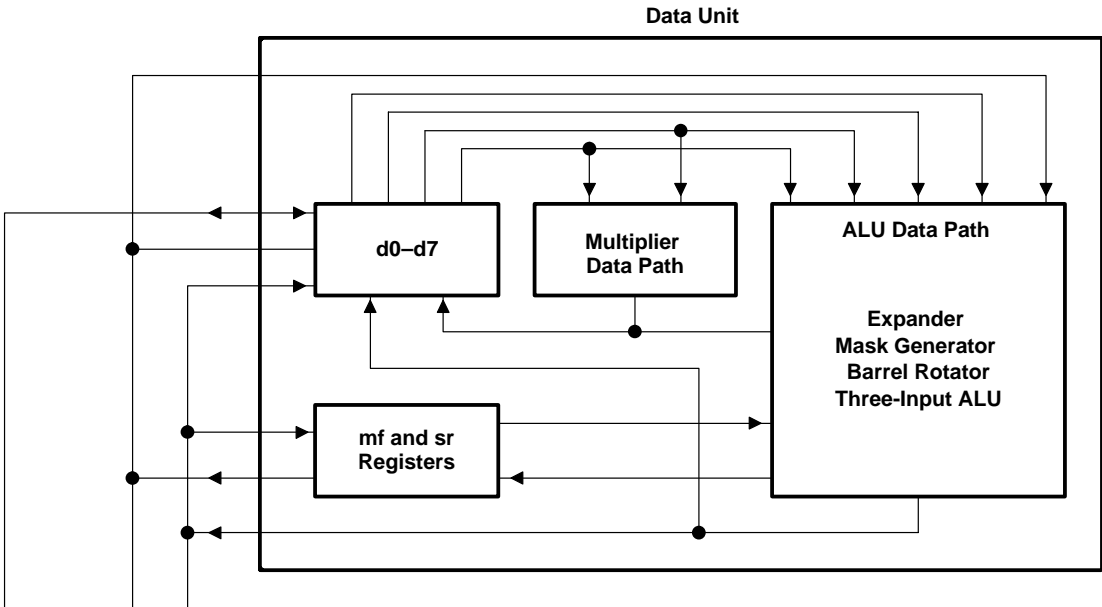 Data Unit
d0–d7
Multiplier
Data Path
ALU Data Path
Expander
Mask Generator
Barrel Rotator
Three-Input ALU
mf and sr
Registers